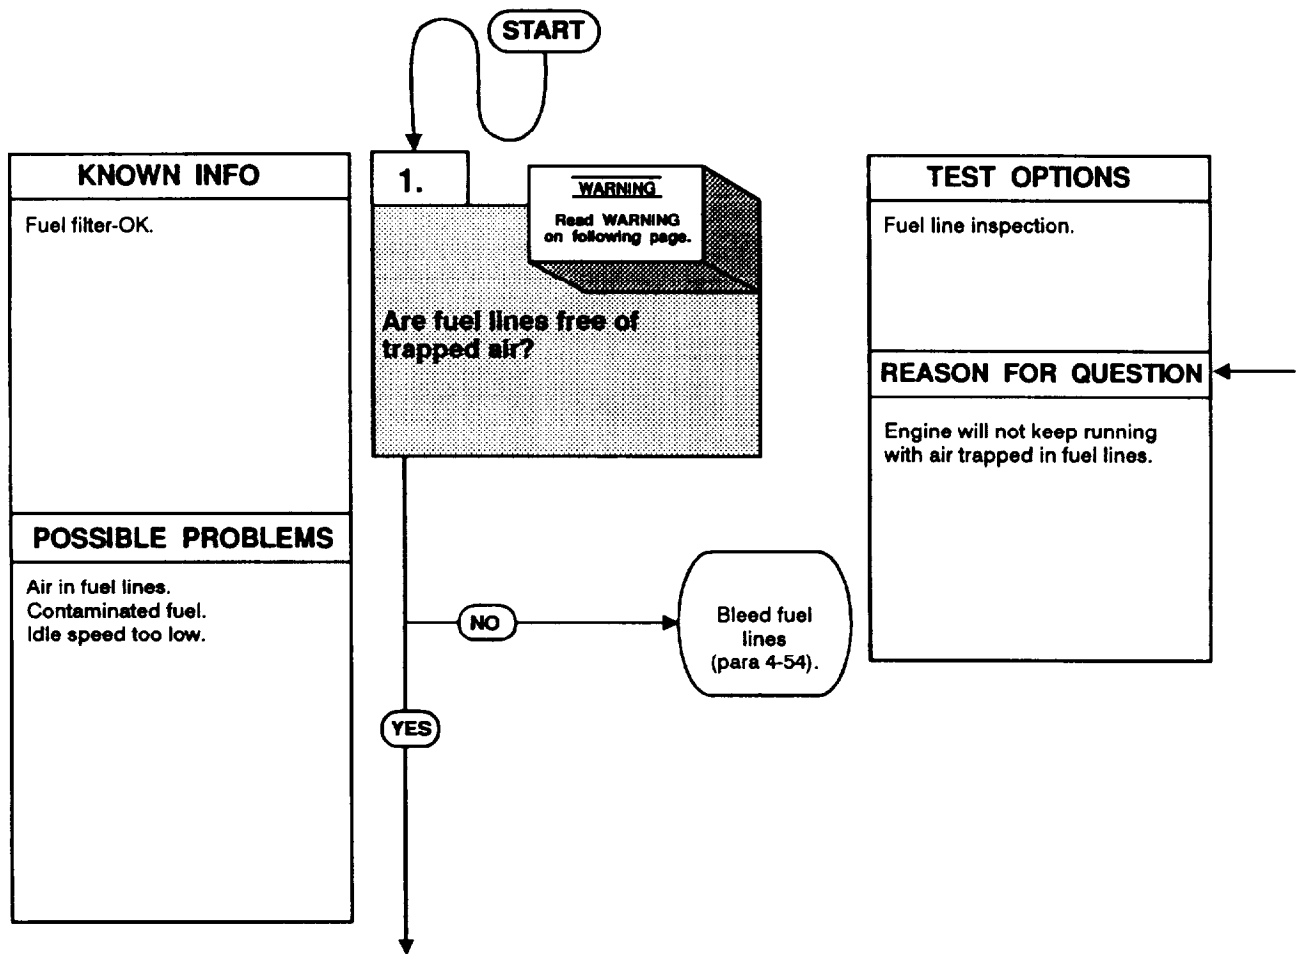 START
KNOWN INFO
Fuel filter-OK.
POSSIBLE PROBLEMS
Air in fuel lines.
Contaminated fuel.
Idle speed too low.
1.
WARNING
Read WARNING
on following page.
Are fuel lines free of
trapped air?
NO
Bleed fuel
lines
(para 4-54).
YES
TEST OPTIONS
Fuel line inspection.
REASON FOR QUESTION
Engine will not keep running
with air trapped in fuel lines.